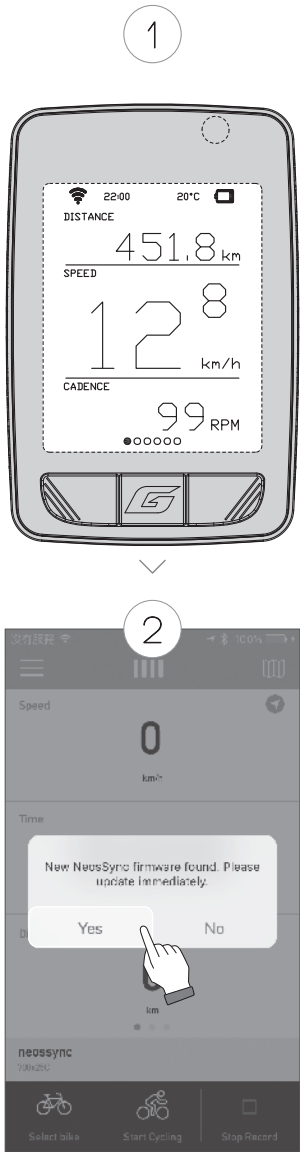 1
22:00 20°C
DISTANCE
451.8 km
SPEED
12 8
km/h
CADENCE
99 RPM
2
100%
Speed
0
km/h
Time
New NeosSync firmware found. Please
update immediately.
Yes No
km
neossync
Select bike Start Cycling Stop Record